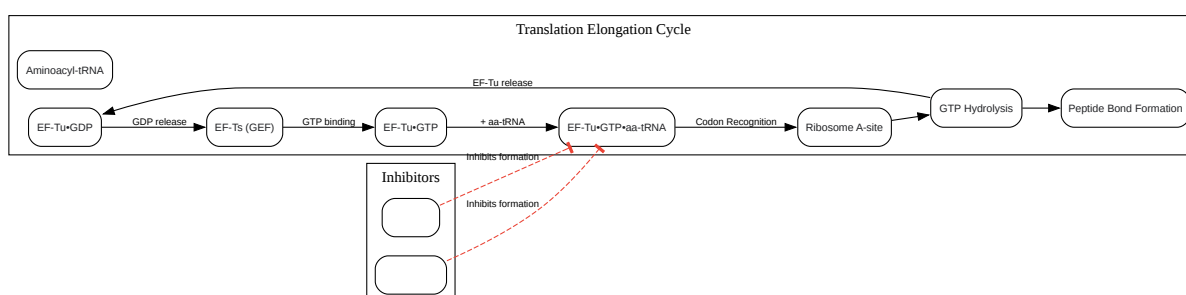 Translation Elongation Cycle
Aminoacyl-tRNA
EF-Tu release
EF-Tu•GDP
GDP release
EF-Ts (GEF)
GTP binding
EF-Tu•GTP
+ aa-tRNA
EF-Tu•GTP•aa-tRNA
Codon Recognition
Ribosome A-site
GTP Hydrolysis
Peptide Bond Formation
Inhibits formation
Inhibitors
Inhibits formation